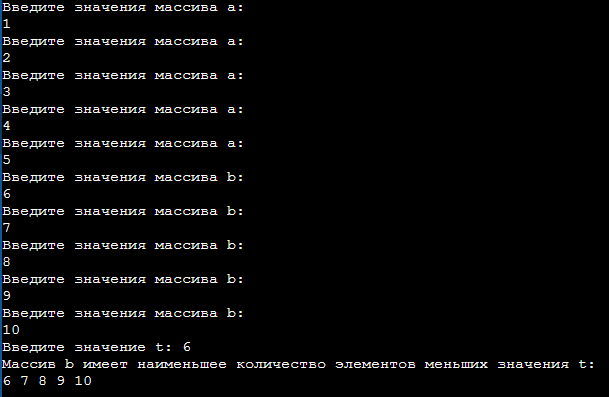 Введите значения массива a:
1
Введите значения массива a:
2
Введите значения массива a:
3
Введите значения массива a:
4
Введите значения массива a:
5
Введите значения массива b:
6
Введите значения массива b:
7
Введите значения массива b:
8
Введите значения массива b:
9
Введите значения массива b:
10
Введите значение t: 6
Массив b имеет наименьшее количество элементов меньших значения t:
6 7 8 9 10